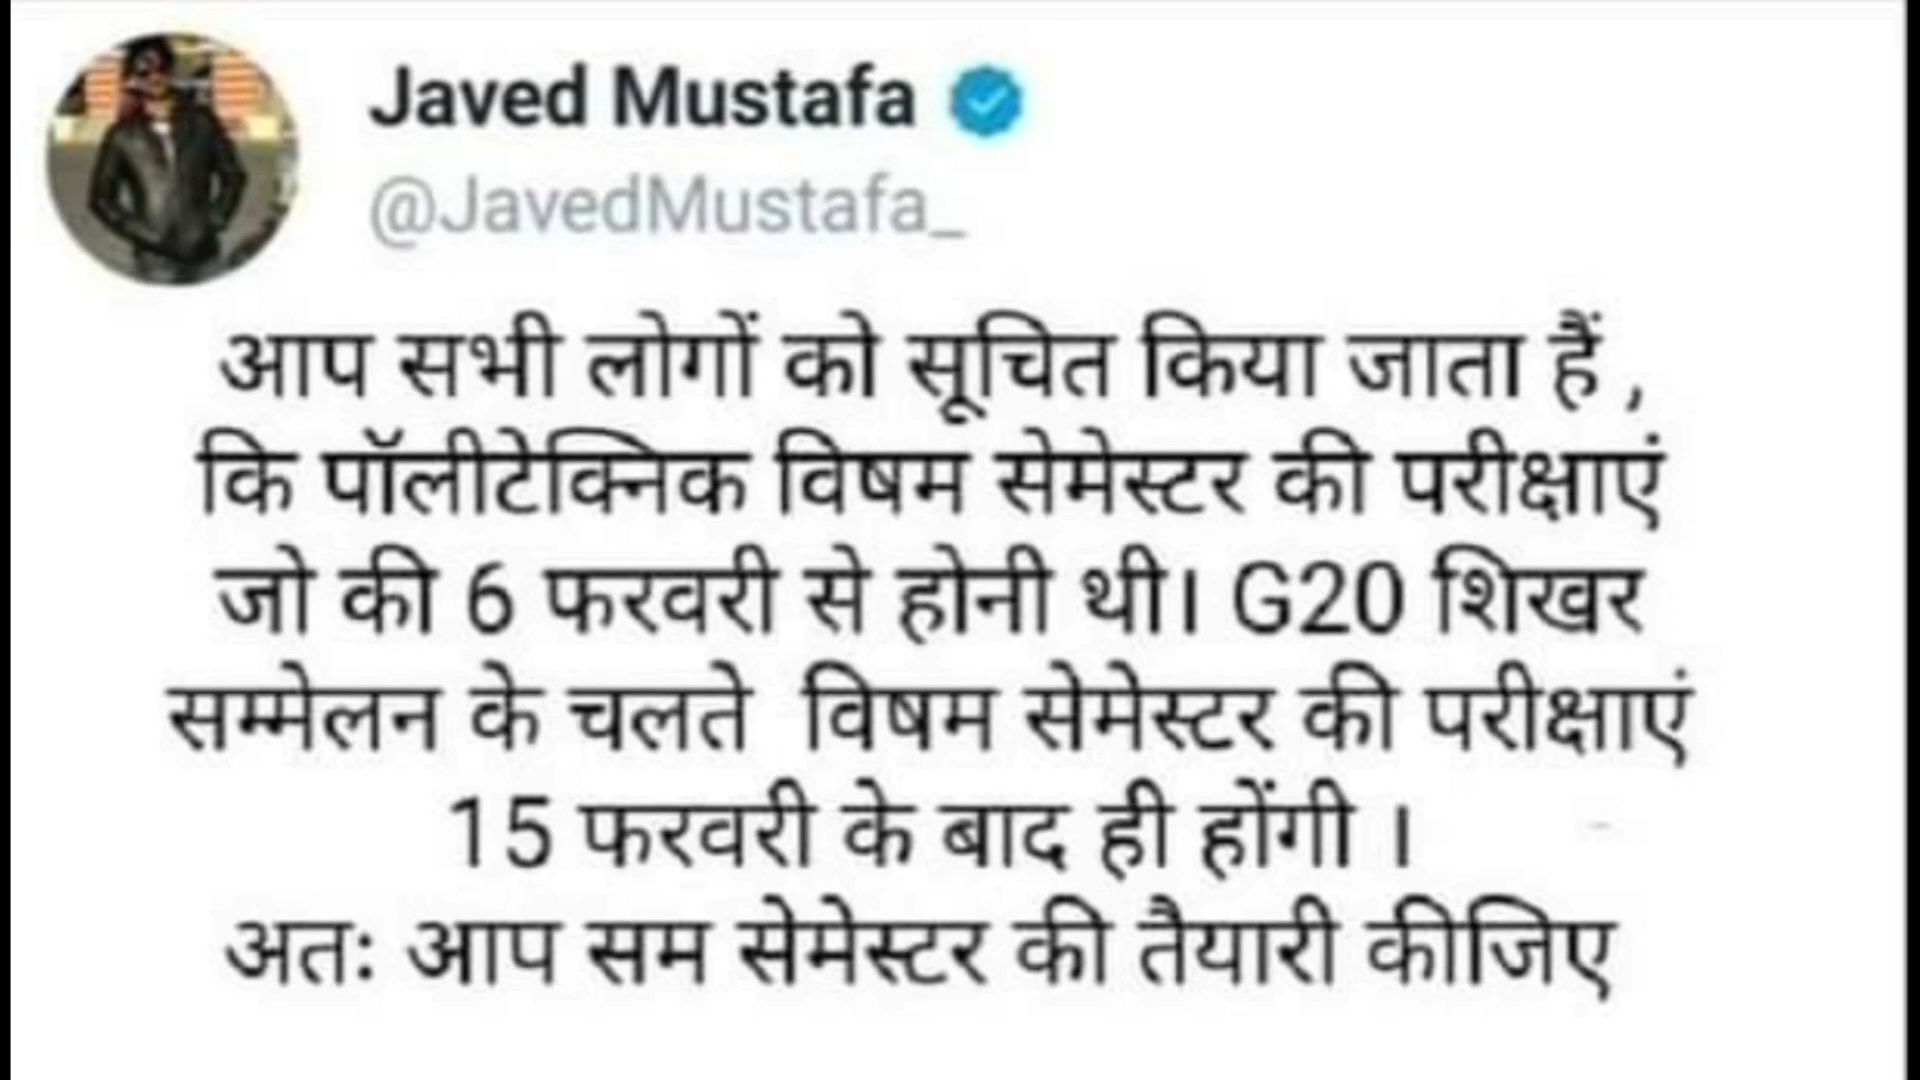 Javed Mustafa
@JavedMustafa_
आप सभी लोगों को सूचित किया जाता हैं ,
कि पॉलीटेक्निक विषम सेमेस्टर की परीक्षाएं
जो की 6 फरवरी से होनी थी। G20 शिखर
सम्मेलन के चलते विषम सेमेस्टर की परीक्षाएं
15 फरवरी के बाद ही होंगी ।
अतः आप सम सेमेस्टर की तैयारी कीजिए